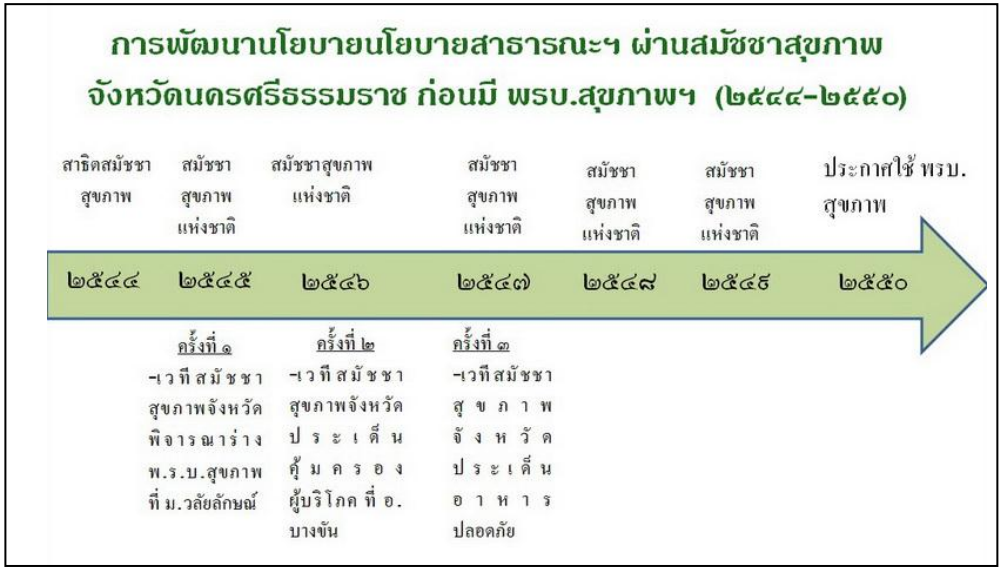 การพัฒนานโยบายนโยบายสาธารณะฯ ผ่านสมัชชาสุขภาพ
จังหวัดนครศรีธรรมราช ก่อนมี พรบ.สุขภาพฯ (๒๕๔๔-๒๕๕๐)
สาธิตสมัชชา
สุขภาพ
สมัชชา
สุขภาพ
แห่งชาติ
สมัชชาสุขภาพ
แห่งชาติ
สมัชชา
สุขภาพ
แห่งชาติ
สมัชชา
สุขภาพ
แห่งชาติ
สมัชชา
สุขภาพ
แห่งชาติ
ประกาศใช้ พรบ.
สุขภาพ
๒๕๔๔
๒๕๔๕
๒๕๔๖
๒๕๔๗
๒๕๔๘
๒๕๔๙
๒๕๕๐
ครั้งที่ ๑
-เวทีสมัชชา
สุขภาพจังหวัด
พิจารณาร่าง
พ.ร.บ.สุขภาพ
ที่ ม.วลัยลักษณ์
ครั้งที่ ๒
-เวทีสมัชชา
สุขภาพจังหวัด
ประเด็น
คุ้มครอง
ผู้บริโภค ที่ อ.
บางขัน
ครั้งที่ ๓
-เวทีสมัชชา
สุขภาพ
จังหวัด
ประเด็น
อาหาร
ปลอดภัย